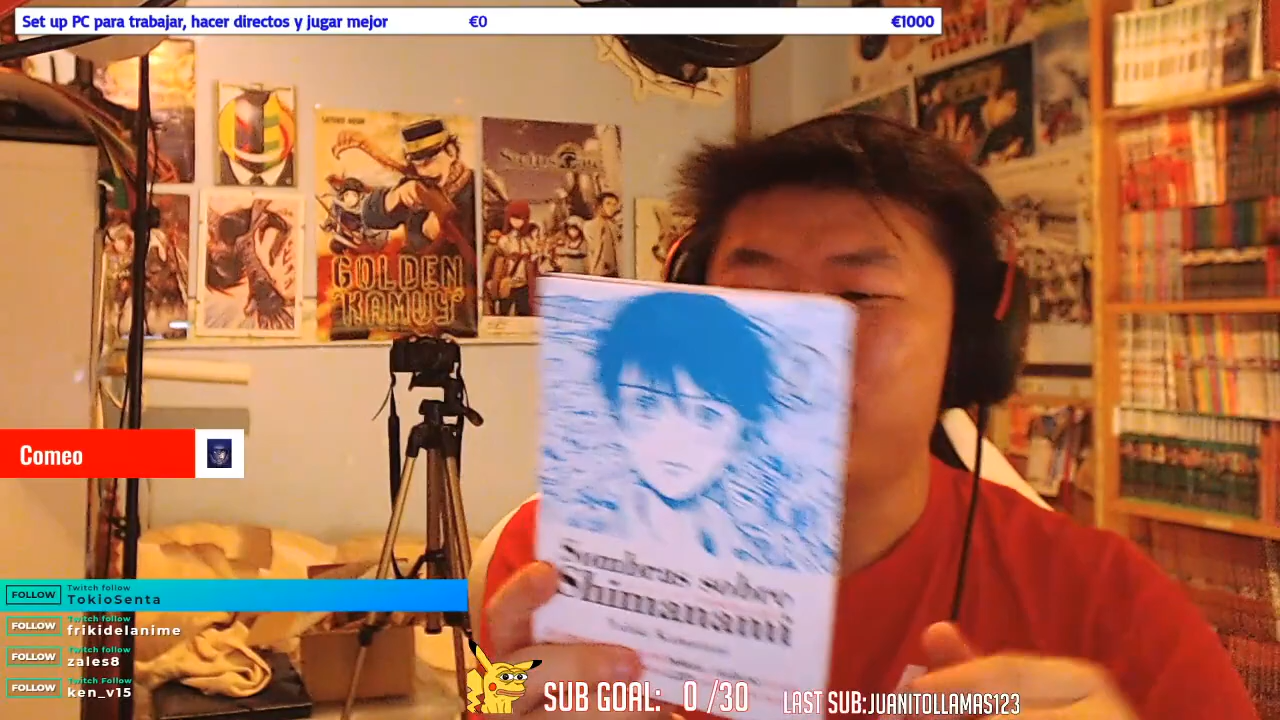 Set up PC para trabajar, hacer directos y jugar mejor €0 €1000
GOLDEN
KAMUY
Comeo
Sombras sobre
Shimanami
FOLLOW Twitch follow
TokioSenta
FOLLOW Twitch follow
frikidelanime
FOLLOW Twitch follow
zales8
FOLLOW Twitch Follow
ken_v15
SUB GOAL: 0 /30
LAST SUB:JUANITOLLAMAS123